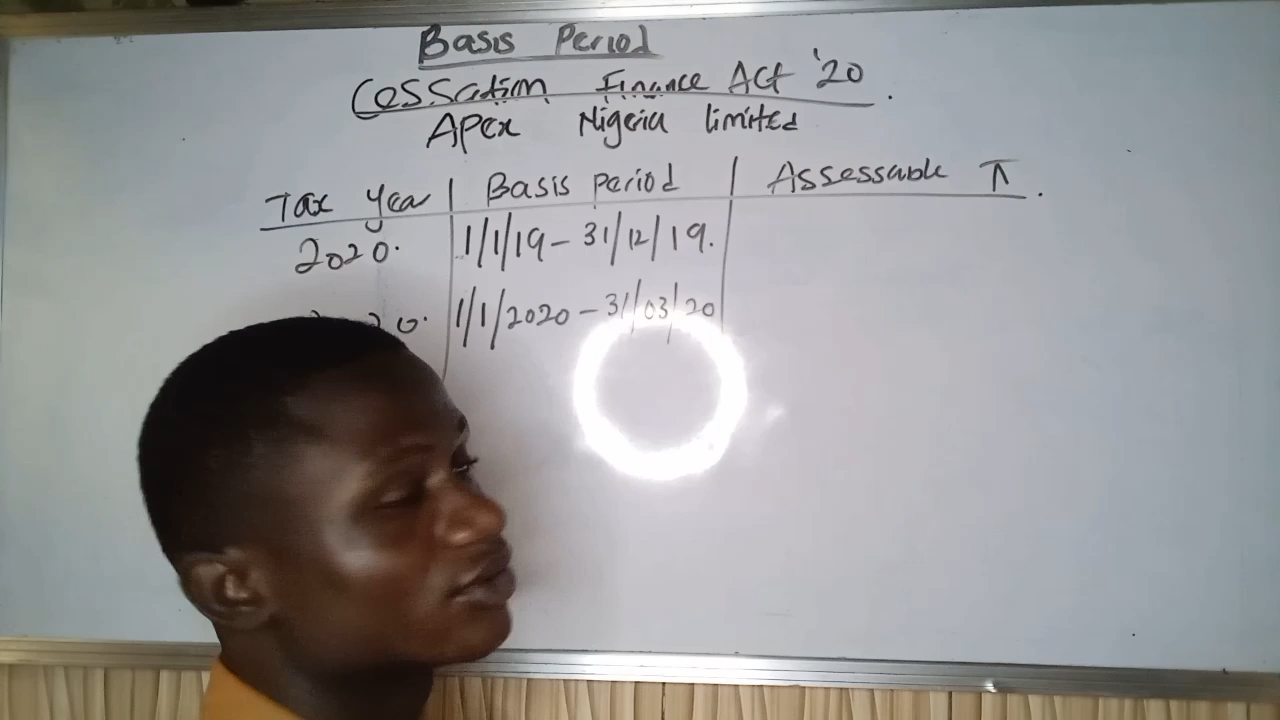 Basis Period
Cessation Finance Act '20
Apex Nigeria limited
Tax Year | Basis Period | Assessable π
2020. 1/1/19 - 31/12/19.
20. 1/1/2020 - 31/03/20